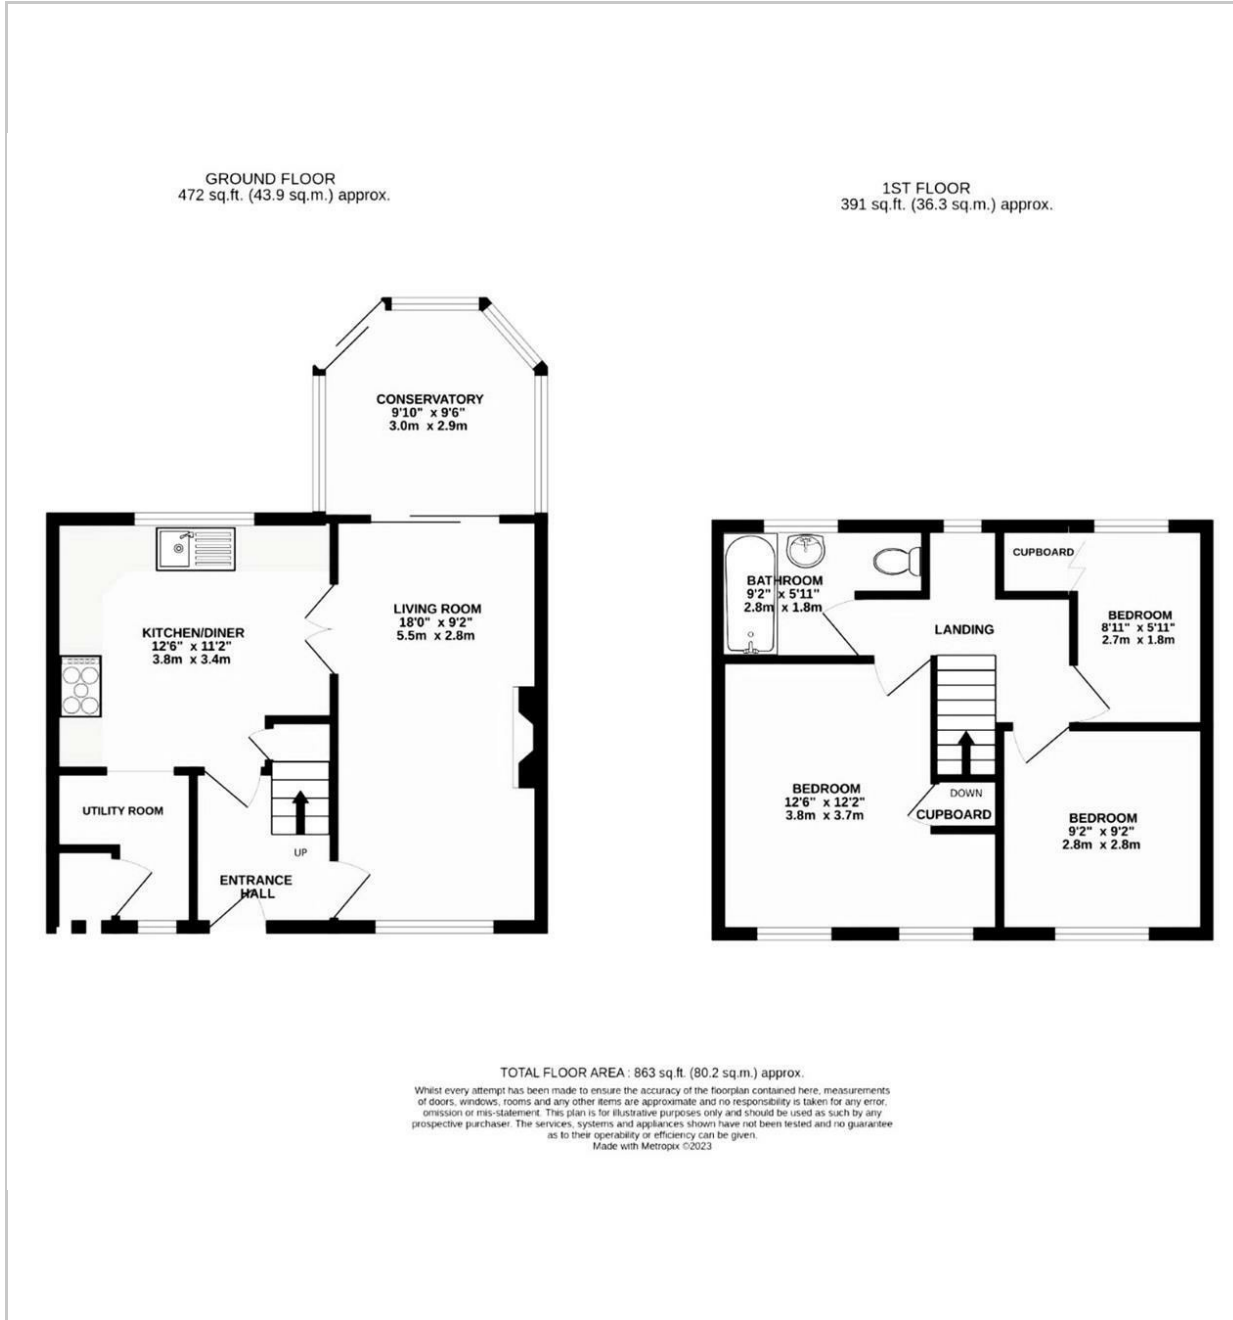 GROUND FLOOR
472 sq.ft. (43.9 sq.m.) approx.
1ST FLOOR
391 sq.ft. (36.3 sq.m.) approx.
CONSERVATORY
9'10" x 9'6"
3.0m x 2.9m
KITCHEN/DINER
12'6" x 11'2"
3.8m x 3.4m
LIVING ROOM
18'0" x 9'2"
5.5m x 2.8m
UTILITY ROOM
UP
ENTRANCE
HALL
BATHROOM
9'2" x 5'11"
2.8m x 1.8m
CUPBOARD
BEDROOM
8'11" x 5'11"
2.7m x 1.8m
LANDING
BEDROOM
12'6" x 12'2"
3.8m x 3.7m
DOWN
CUPBOARD
BEDROOM
9'2" x 9'2"
2.8m x 2.8m
TOTAL FLOOR AREA : 863 sq.ft. (80.2 sq.m.) approx.
Whilst every attempt has been made to ensure the accuracy of the floorplan contained here, measurements
of doors, windows, rooms and any other items are approximate and no responsibility is taken for any error,
omission or mis-statement. This plan is for illustrative purposes only and should be used as such by any
prospective purchaser. The services, systems and appliances shown have not been tested and no guarantee
as to their operability or efficiency can be given.
Made with Metropix ©2023